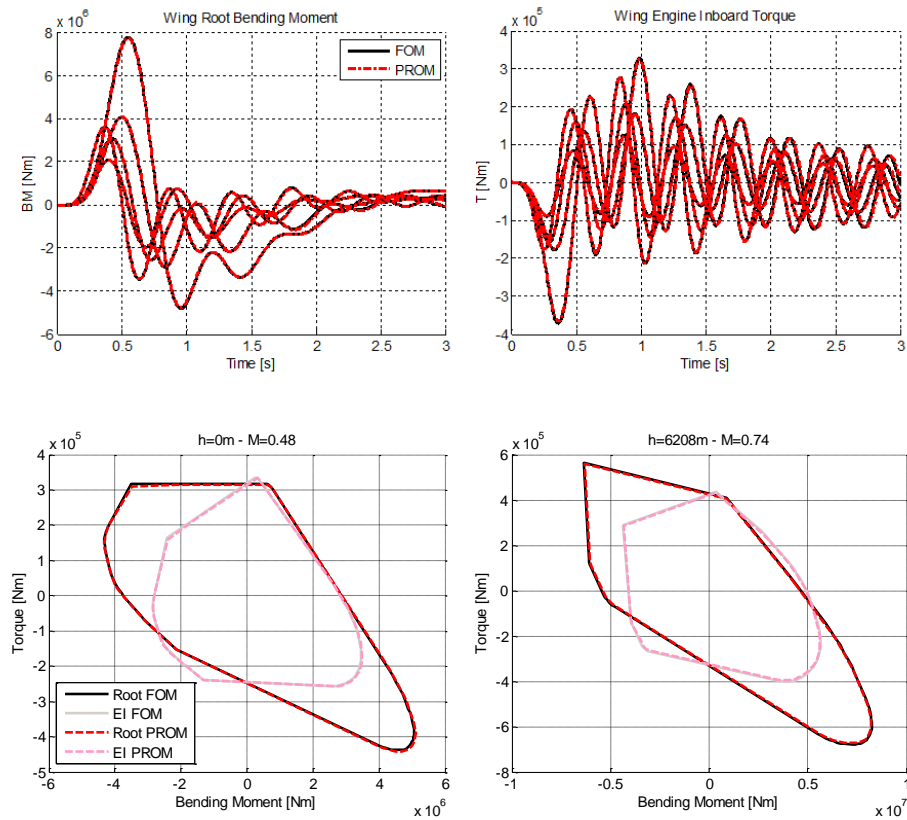 Wing Root Bending Moment
x 10^6
8
6
4
2
0
-2
-4
-6
BM [Nm]
0 0.5 1 1.5 2 2.5 3
Time [s]
FOM
PROM
Wing Engine Inboard Torque
x 10^5
4
3
2
1
0
-1
-2
-3
-4
T [Nm]
0 0.5 1 1.5 2 2.5 3
Time [s]
h=0m - M=0.48
x 10^5
4
3
2
1
0
-1
-2
-3
-4
-5
Torque [Nm]
Root FOM
EI FOM
Root PROM
EI PROM
-6 -4 -2 0 2 4 6
Bending Moment [Nm]
x 10^6
h=6208m - M=0.74
x 10^5
6
4
2
0
-2
-4
-6
-8
Torque [Nm]
-1 -0.5 0 0.5 1
Bending Moment [Nm]
x 10^7